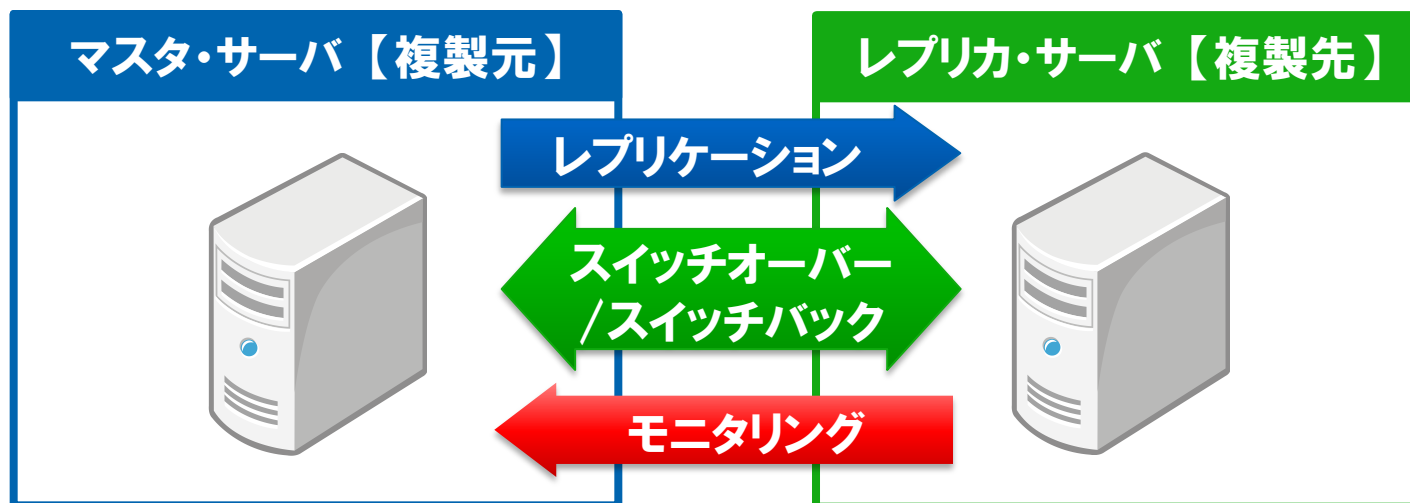 マスタ・サーバ【複製元】
レプリカ・サーバ【複製先】
レプリケーション
スイッチオーバー
/スイッチバック
モニタリング